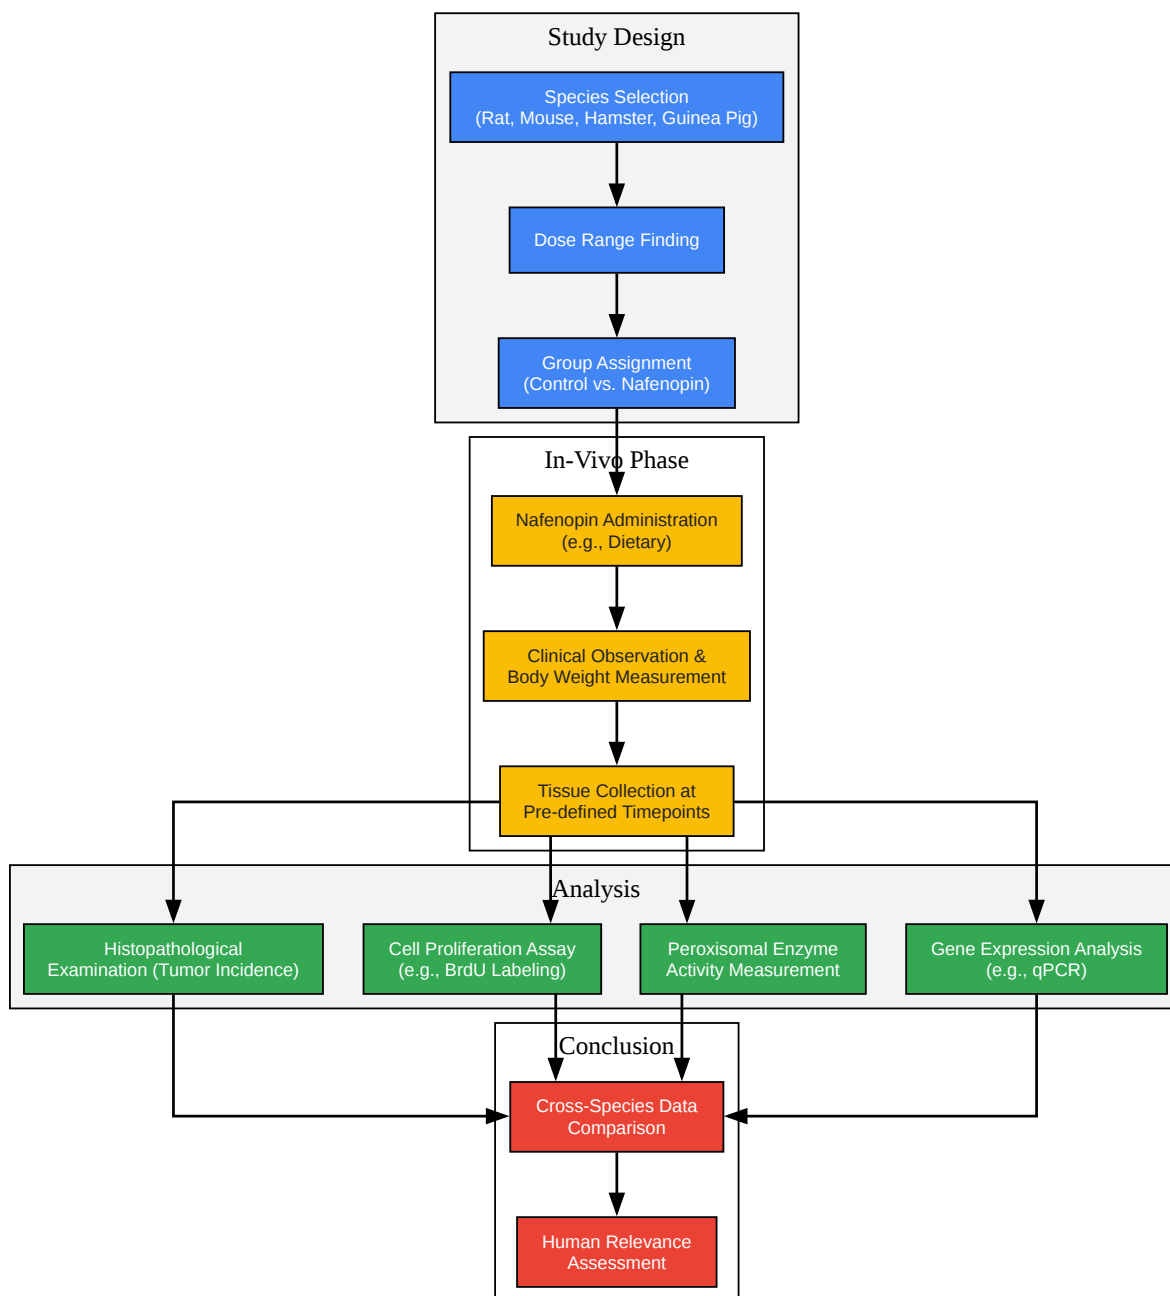 Study Design
Species Selection
(Rat, Mouse, Hamster, Guinea Pig)
Dose Range Finding
Group Assignment
(Control vs. Nafenopin)
In-Vivo Phase
Nafenopin Administration
(e.g., Dietary)
Clinical Observation &
Body Weight Measurement
Tissue Collection at
Pre-defined Timepoints
Analysis
Histopathological
Examination (Tumor Incidence)
Cell Proliferation Assay
(e.g., BrdU Labeling)
Peroxisomal Enzyme
Activity Measurement
Gene Expression Analysis
(e.g., qPCR)
Conclusion
Cross-Species Data
Comparison
Human Relevance
Assessment